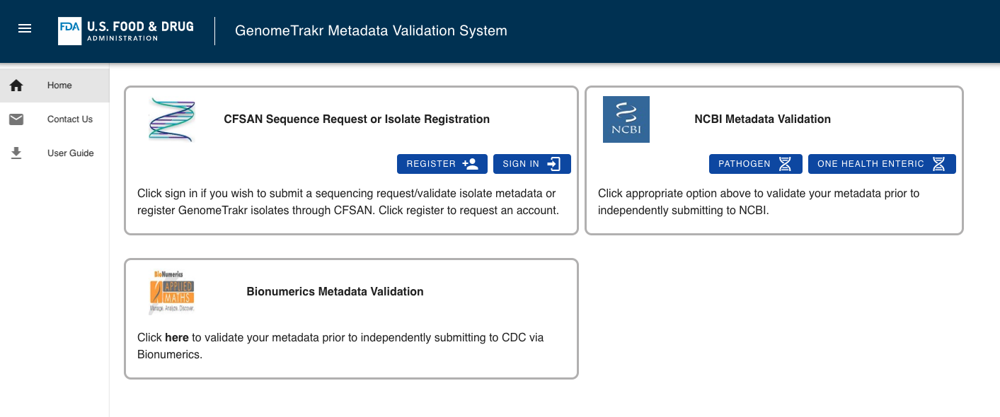 FDA U.S. FOOD & DRUG
ADMINISTRATION
GenomeTrakr Metadata Validation System
Home
Contact Us
User Guide
CFSAN Sequence Request or Isolate Registration
REGISTER SIGN IN
Click sign in if you wish to submit a sequencing request/validate isolate metadata or
register GenomeTrakr isolates through CFSAN. Click register to request an account.
NCBI
NCBI Metadata Validation
PATHOGEN ONE HEALTH ENTERIC
Click appropriate option above to validate your metadata prior to
independently submitting to NCBI.
BioNumerics
APPLIED
MATHS
Manage. Analyze. Discover.
Bionumerics Metadata Validation
Click here to validate your metadata prior to independently submitting to CDC via
Bionumerics.